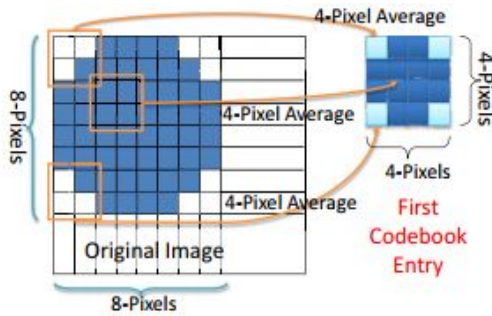 4-Pixel Average
8-Pixels
4-Pixels
4-Pixel Average
4-Pixel Average
4-Pixels
Original Image
First
Codebook
Entry
8-Pixels